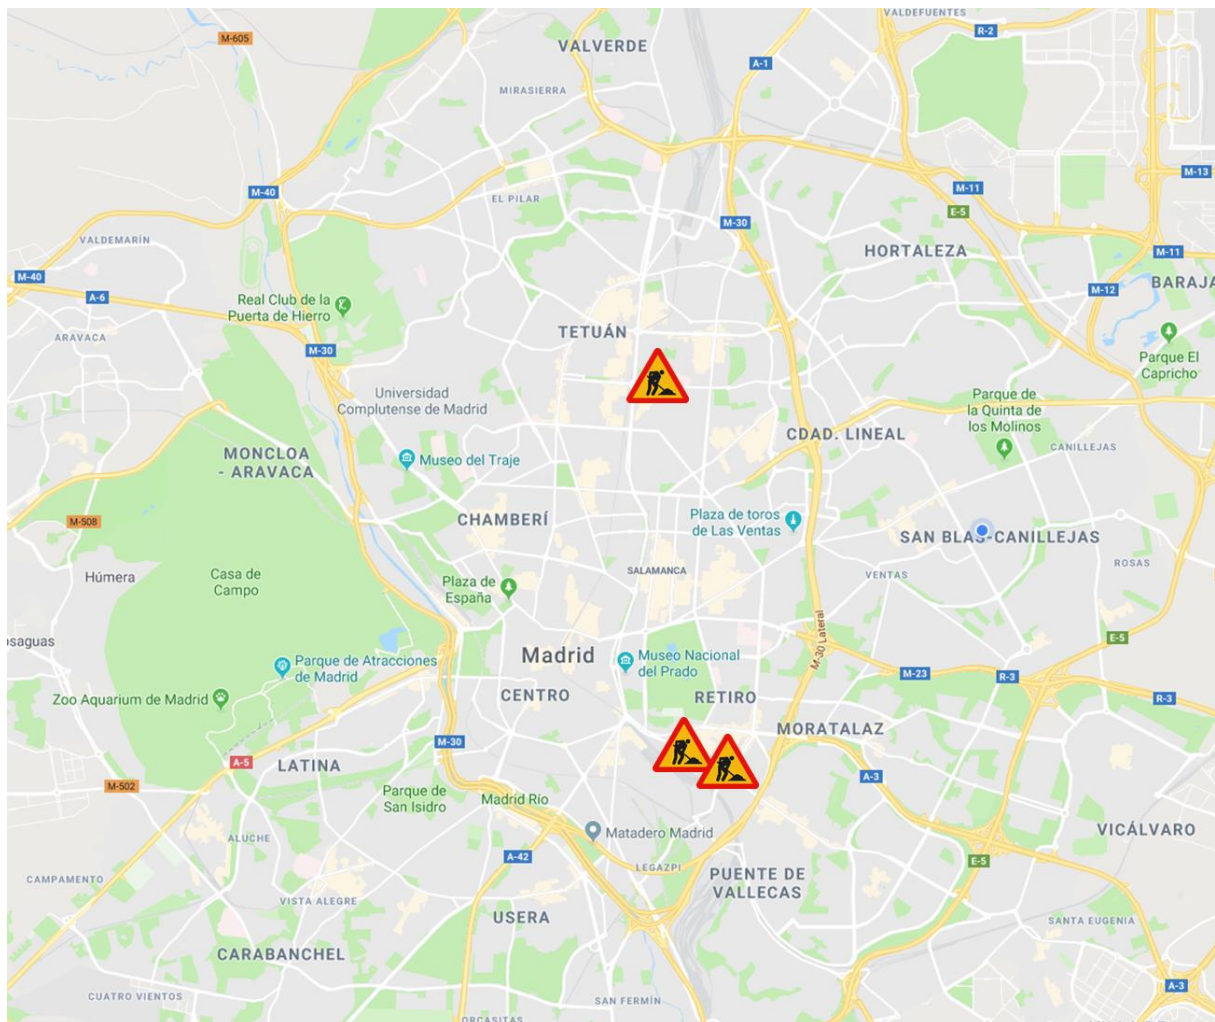 VALDEFUENTES
M-605
R-2
VALVERDE
A-1
MIRASIERRA
M-40
EL PILAR
M-13
M-11
E-5
M-30
VALDEMARÍN
HORTALEZA
M-11
M-40
A-6
M-12
BARAJA
Real Club de la
Puerta de Hierro
TETUÁN
ARAVACA
M-30
Parque El
Capricho
Universidad
Complutense de Madrid
Parque de
la Quinta de
los Molinos
CDAD. LINEAL
CANILLEJAS
MONCLOA
- ARAVACA
Museo del Traje
M-508
CHAMBERÍ
Plaza de toros
de Las Ventas
SAN BLAS-CANILLEJAS
Húmera
Casa de
Campo
Plaza de
España
SALAMANCA
VENTAS
ROSAS
osaguas
E-5
M-30 Lateral
Madrid
Museo Nacional
del Prado
Parque de Atracciones
de Madrid
M-23
R-3
R-3
Zoo Aquarium de Madrid
CENTRO
RETIRO
MORATALAZ
M-30
A-5
LATINA
A-3
M-502
Parque de
San Isidro
Madrid Río
Matadero Madrid
VICÁLVARO
ALUCHE
A-42
LEGAZPI
E-5
PUENTE DE
VALLECAS
CAMPAMENTO
VISTA ALEGRE
USERA
SANTA EUGENIA
CARABANCHEL
A-3
CUATRO VIENTOS
SAN FERMÍN
ORCASITAS